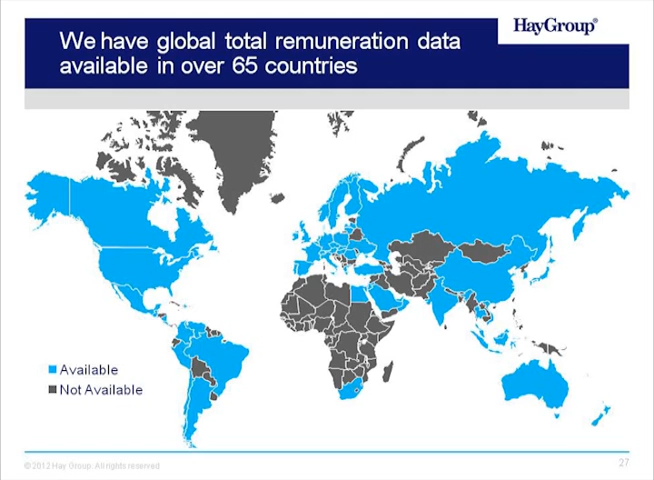 HayGroup®
We have global total remuneration data
available in over 65 countries
Available
Not Available
©2012 Hay Group. All rights reserved
27